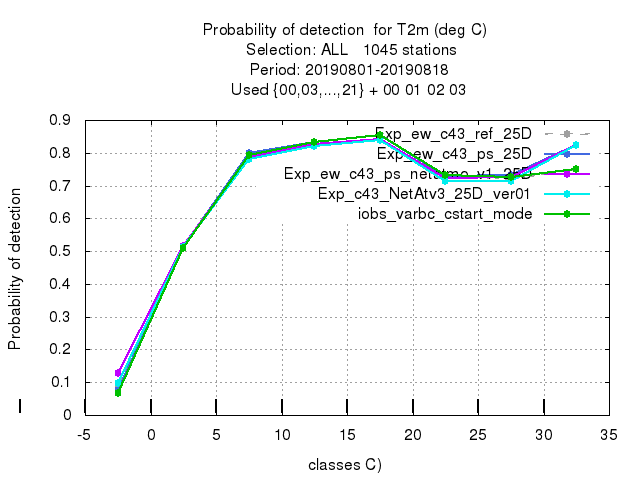 Probability of detection for T2m (deg C)
Selection: ALL 1045 stations
Period: 20190801-20190818
Used {00,03,...,21} + 00 01 02 03
Exp_ew_c43_ref_25D
Exp_ew_c43_ps_25D
Exp_c43_NetAtv3_25D_ver01
iobs_varbc_cstart_mode
Probability of detection
0.9
0.8
0.7
0.6
0.5
0.4
0.3
0.2
0.1
0
-5
0
5
10
15
20
25
30
35
classes C)